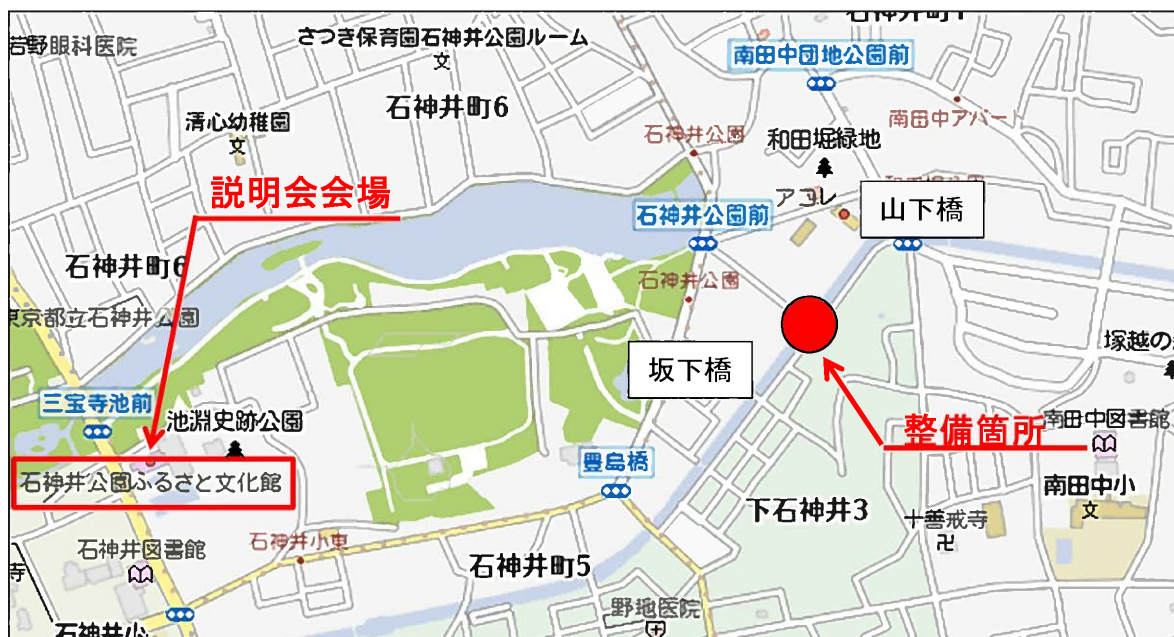 石神井町7
若野眼科医院
さつき保育園石神井公園ルーム
文
南田中団地公園前
石神井町6
清心幼稚園
文
南田中アパート
石神井公園
和田堀緑地
説明会会場
アコレ
山下橋
石神井公園前
石神井町6
石神井公園
東京都立石神井公園
坂下橋
塚越の
三宝寺池前
池淵史跡公園
整備箇所
南田中図書館
豊島橋
石神井公園ふるさと文化館
南田中小
文
下石神井3
十善戒寺
卍
石神井小東
石神井図書館
石神井町5
寺
野地医院
石神井小